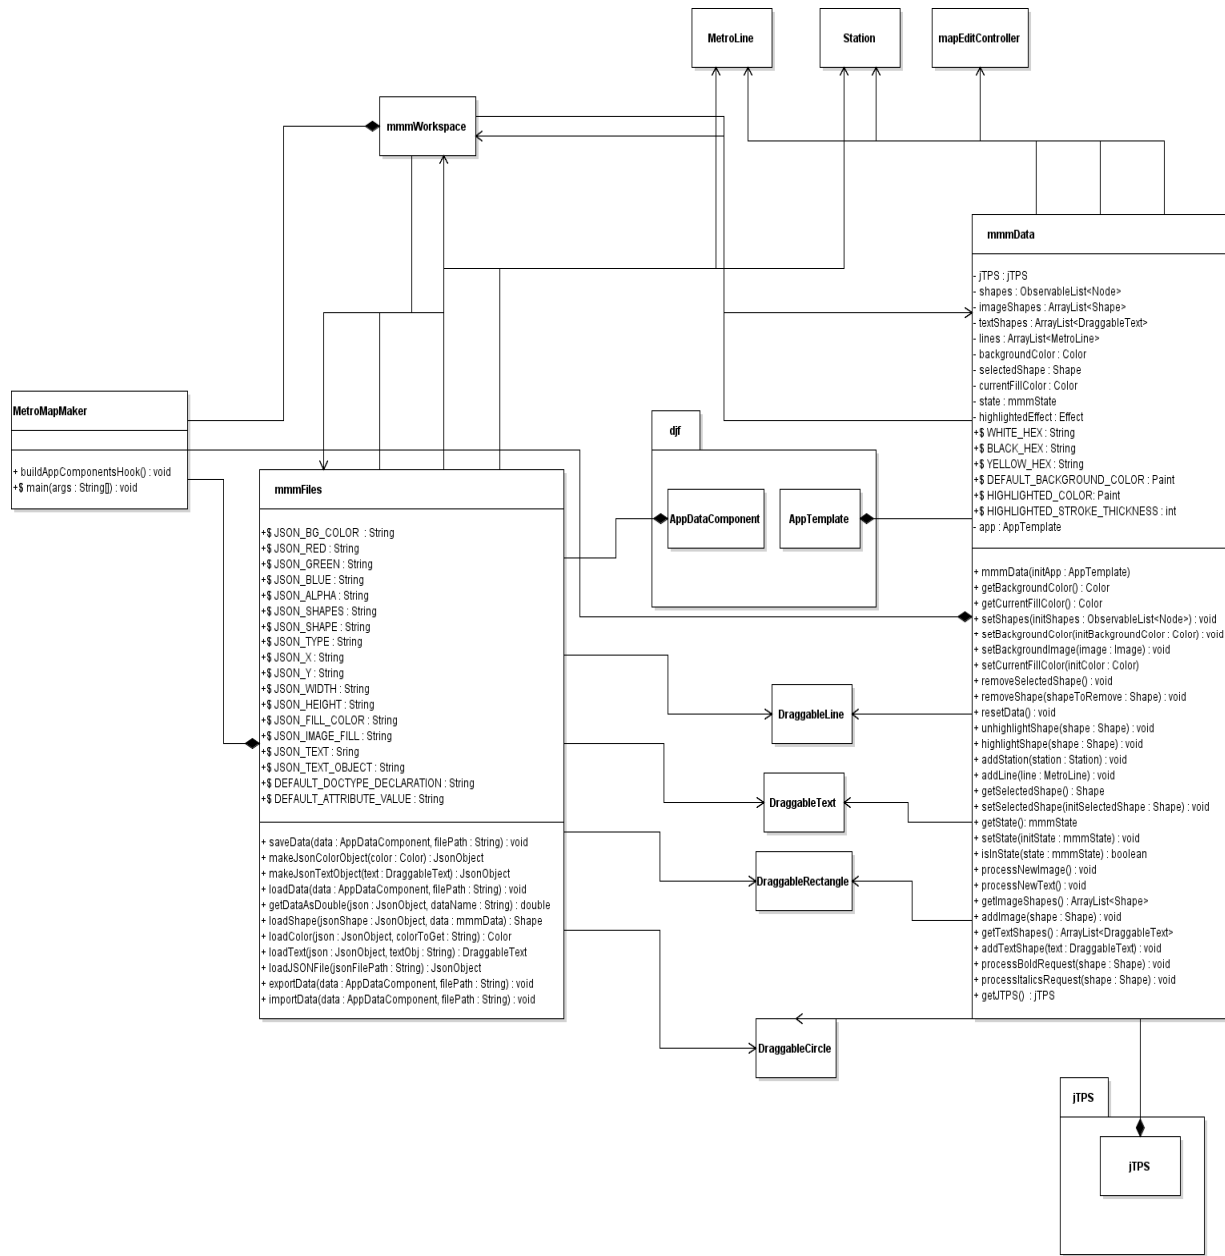 MetroLine
Station
mapEditController
mmmWorkspace
mmmData
- jTPS : jTPS
- shapes : ObservableList<Node>
- imageShapes : ArrayList<Shape>
- textShapes : ArrayList<DraggableText>
- lines : ArrayList<MetroLine>
- backgroundColor : Color
- selectedShape : Shape
- currentFillColor : Color
- state : mmmState
- highlightedEffect : Effect
+$ WHITE_HEX : String
+$ BLACK_HEX : String
+$ YELLOW_HEX : String
+$ DEFAULT_BACKGROUND_COLOR : Paint
+$ HIGHLIGHTED_COLOR: Paint
+$ HIGHLIGHTED_STROKE_THICKNESS : int
- app : AppTemplate
+ mmmData(initApp : AppTemplate)
+ getBackgroundColor() : Color
+ getCurrentFillColor() : Color
+ setShapes(initShapes : ObservableList<Node>) : void
+ setBackgroundColor(initBackgroundColor : Color) : void
+ setBackgroundImage(image : Image) : void
+ setCurrentFillColor(initColor : Color)
+ removeSelectedShape() : void
+ removeShape(shapeToRemove : Shape) : void
+ resetData() : void
+ unhighlightShape(shape : Shape) : void
+ highlightShape(shape : Shape) : void
+ addStation(station : Station) : void
+ addLine(line : MetroLine) : void
+ getSelectedShape() : Shape
+ setSelectedShape(initSelectedShape : Shape) : void
+ getState() : mmmState
+ setState(initState : mmmState) : void
+ isInState(state : mmmState) : boolean
+ processNewImage() : void
+ processNewText() : void
+ getImageShapes() : ArrayList<Shape>
+ addImage(shape : Shape) : void
+ getTextShapes() : ArrayList<DraggableText>
+ addTextShape(text : DraggableText) : void
+ processBoldRequest(shape : Shape) : void
+ processItalicsRequest(shape : Shape) : void
+ getJTPS() : jTPS
MetroMapMaker
+ buildAppComponentsHook() : void
+$ main(args : String[]) : void
djf
AppDataComponent
AppTemplate
mmmFiles
+$ JSON_BG_COLOR : String
+$ JSON_RED : String
+$ JSON_GREEN : String
+$ JSON_BLUE : String
+$ JSON_ALPHA : String
+$ JSON_SHAPES : String
+$ JSON_SHAPE : String
+$ JSON_TYPE : String
+$ JSON_X : String
+$ JSON_Y : String
+$ JSON_WIDTH : String
+$ JSON_HEIGHT : String
+$ JSON_FILL_COLOR : String
+$ JSON_IMAGE_FILL : String
+$ JSON_TEXT : Sring
+$ JSON_TEXT_OBJECT : String
+$ DEFAULT_DOCTYPE_DECLARATION : String
+$ DEFAULT_ATTRIBUTE_VALUE : String
+ saveData(data : AppDataComponent, filePath : String) : void
+ makeJsonColorObject(color : Color) : JsonObject
+ makeJsonTextObject(text : DraggableText) : JsonObject
+ loadData(data : AppDataComponent, filePath : String) : void
+ getDataAsDouble(json : JsonObject, dataName : String) : double
+ loadShape(jsonShape : JsonObject, data : mmmData) : Shape
+ loadColor(json : JsonObject, colorToGet : String) : Color
+ loadText(json : JsonObject, textObj : String) : DraggableText
+ loadJSONFile(jsonFilePath : String) : JsonObject
+ exportData(data : AppDataComponent, filePath : String) : void
+ importData(data : AppDataComponent, filePath : String) : void
DraggableLine
DraggableText
DraggableRectangle
DraggableCircle
jTPS
jTPS